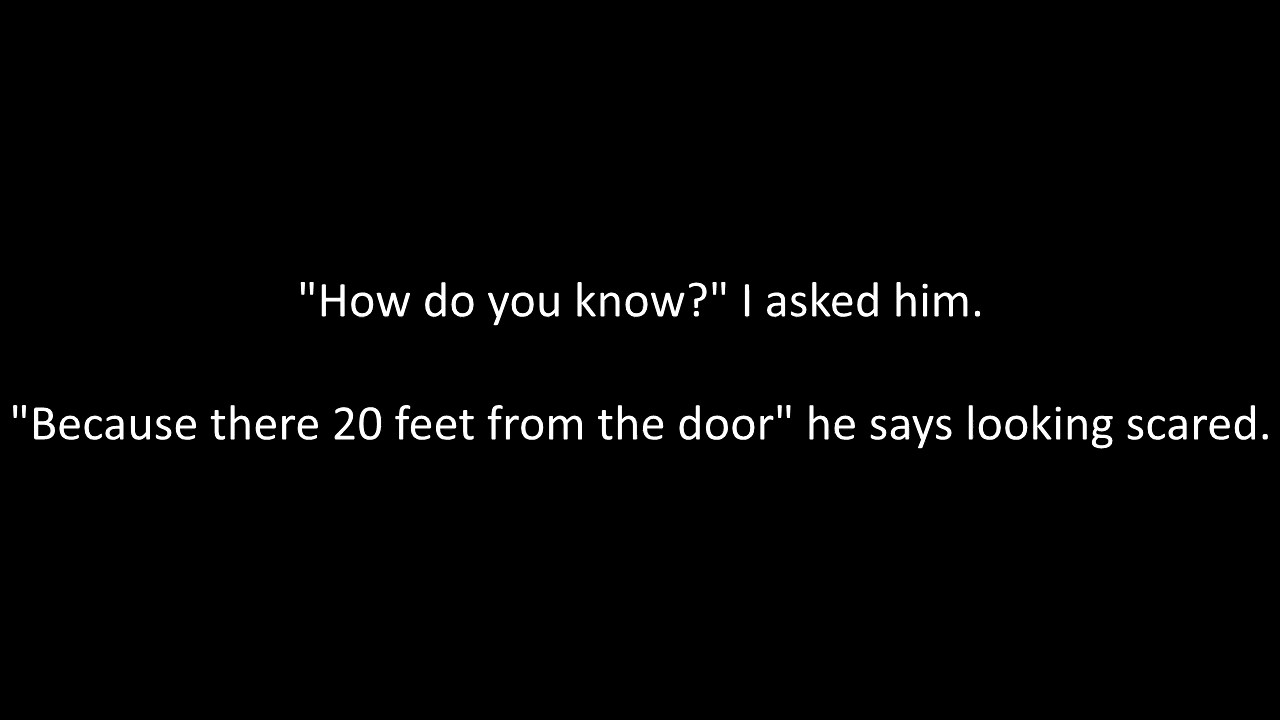 "How do you know?" I asked him.
"Because there 20 feet from the door" he says looking scared.